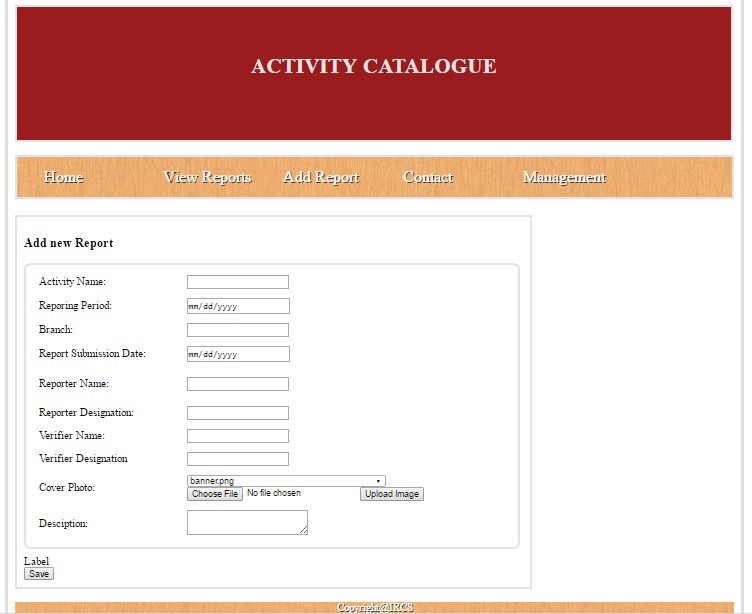 ACTIVITY CATALOGUE
Home View Reports Add Report Contact Management
Add new Report
Activity Name:
Reporing Period: mm/dd/yyyy
Branch:
Report Submission Date: mm/dd/yyyy
Reporter Name:
Reporter Designation:
Verifier Name:
Verifier Designation
Cover Photo: banner.png
Choose File No file chosen Upload Image
Desciption:
Label
Save
Copyright@IRCS